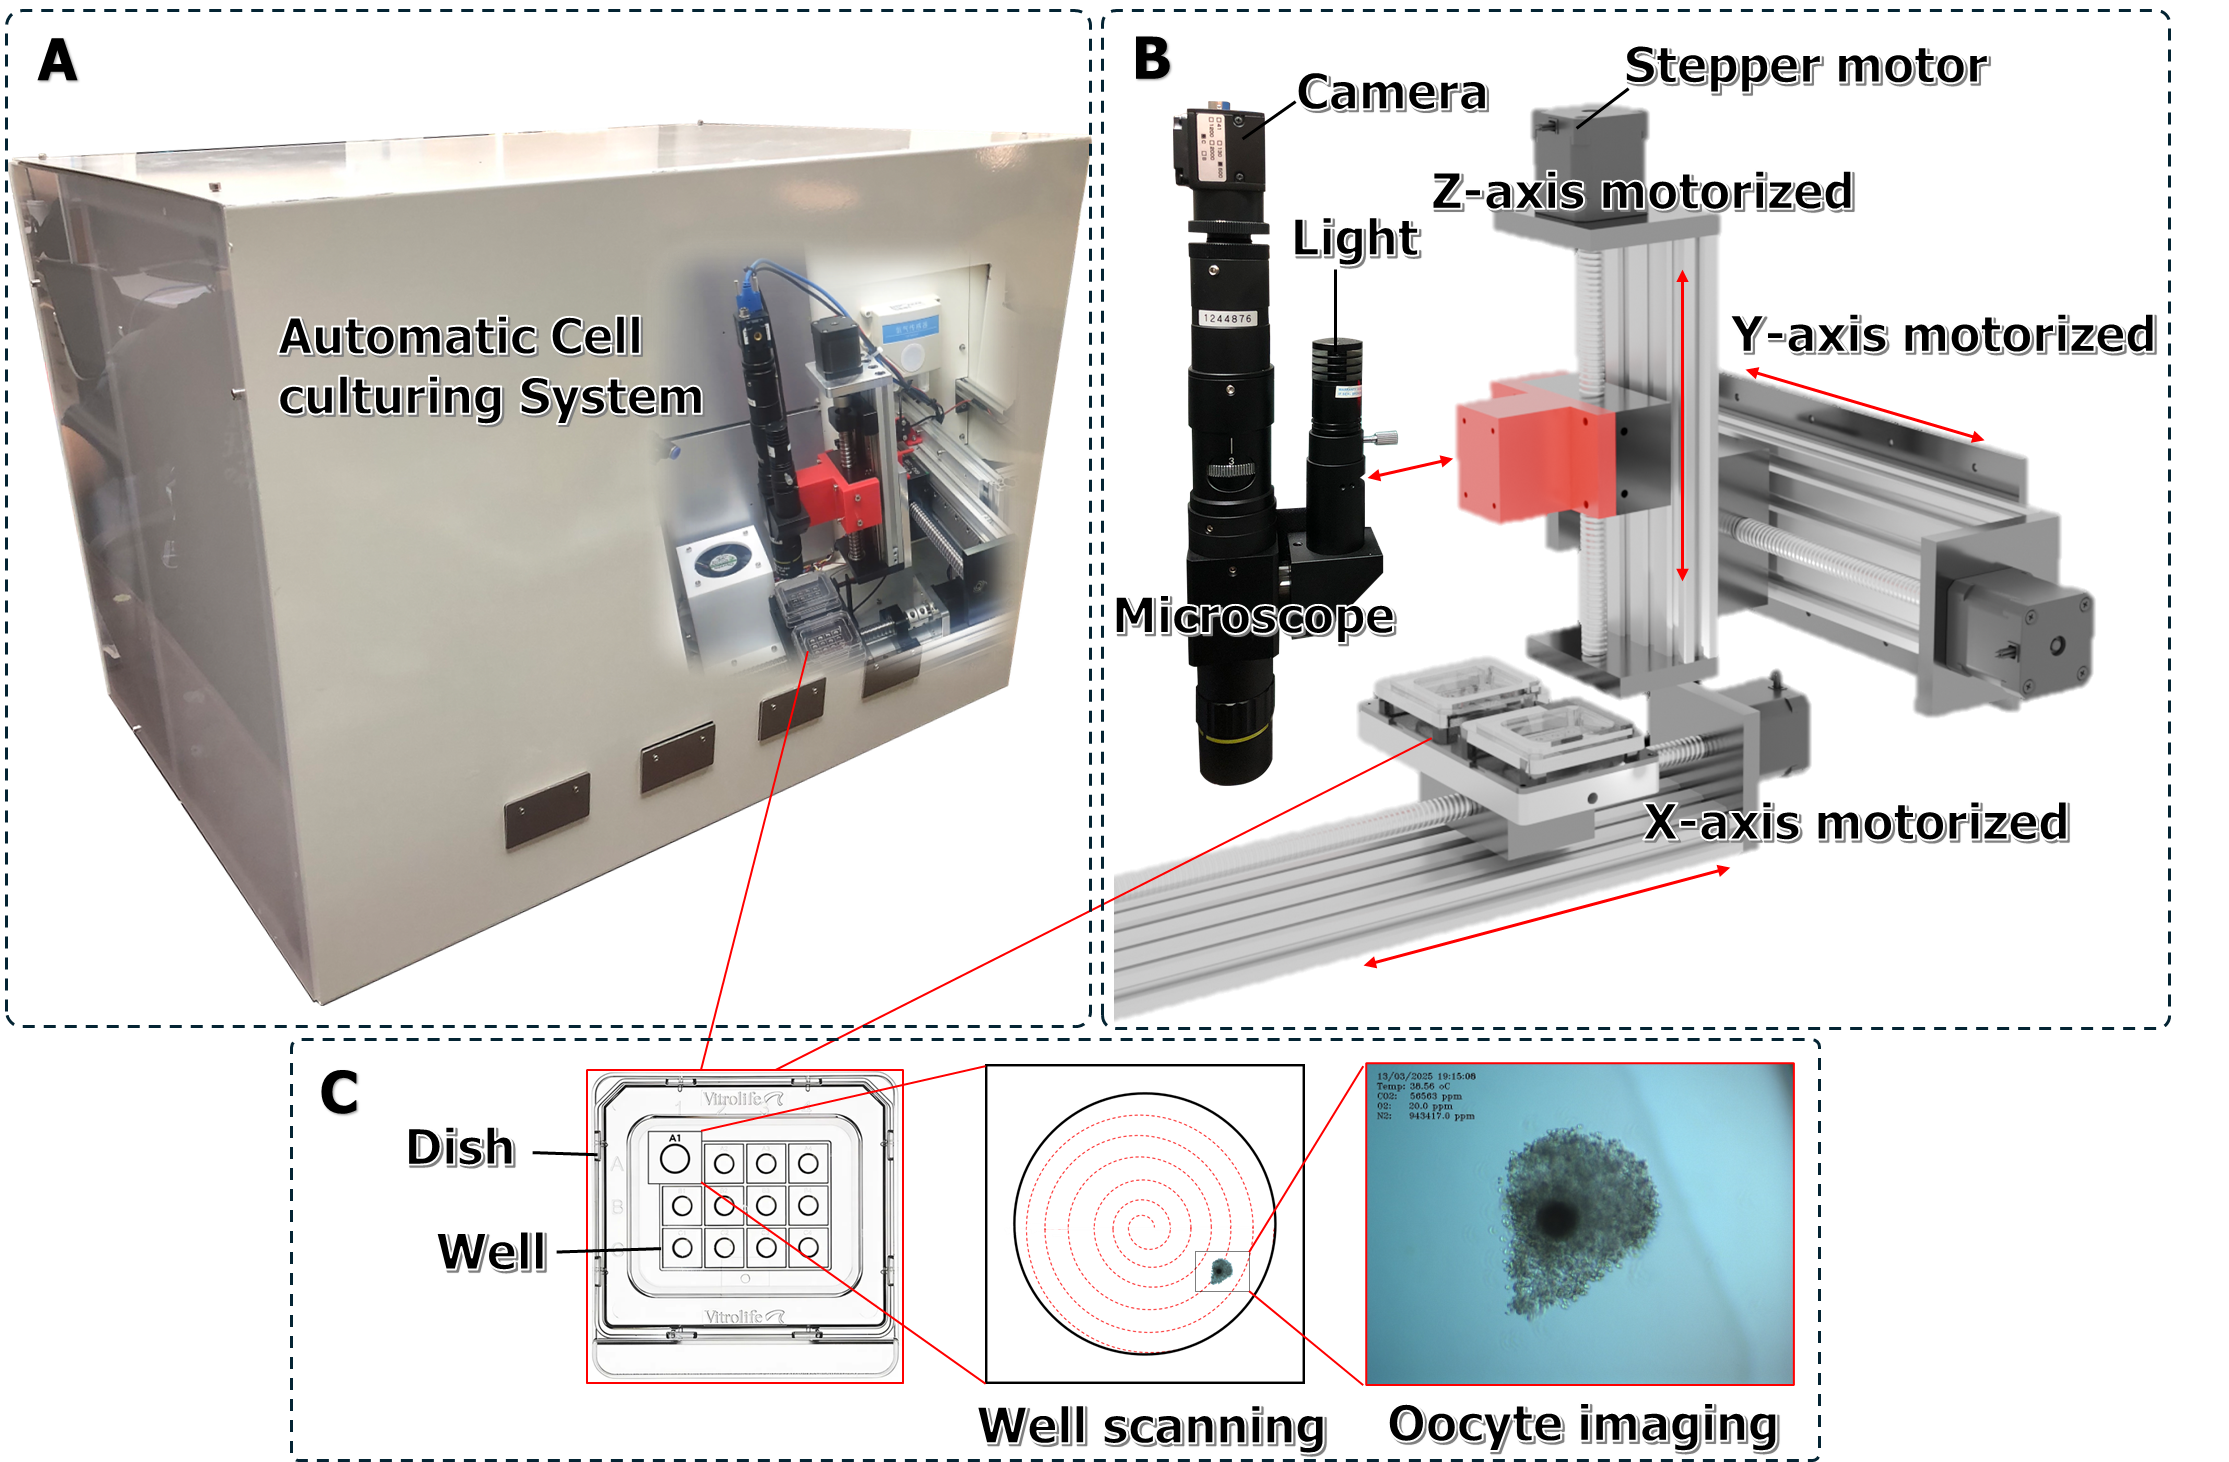 A
Automatic Cell
culturing System
B
Camera
Stepper motor
Z-axis motorized
Light
Y-axis motorized
1244876
3
Microscope
X-axis motorized
C
Dish
Well
Vitrolife
A1
A
B
C
Vitrolife
Well scanning
13/03/2025 19:15:08
Temp: 38.56 oC
CO2: 56563 ppm
O2: 20.0 ppm
N2: 943417.0 ppm
Oocyte imaging